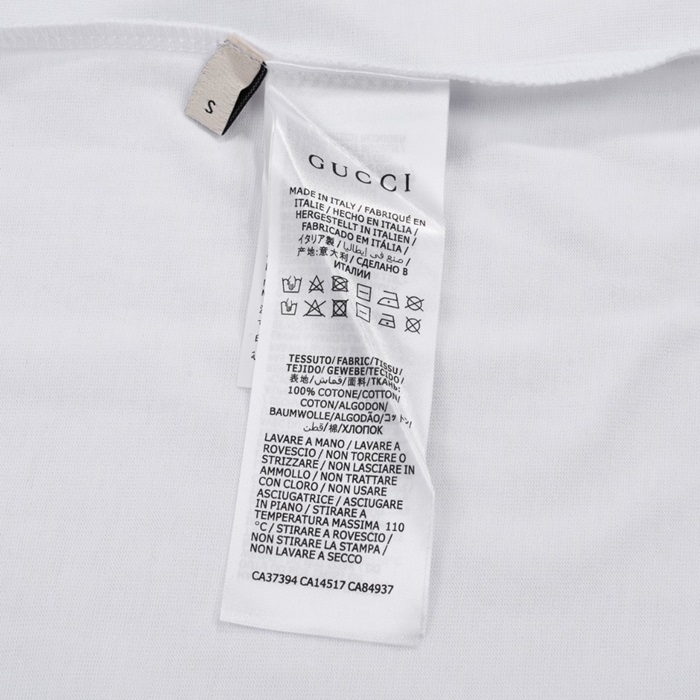 S
GUCCI
MADE IN ITALY / FABRIQUÉ EN
ITALIE / HECHO EN ITALIA /
HERGESTELLT IN ITALIEN /
FABRICADO EM ITÁLIA /
イタリア製 / صنع في إيطاليا /
产地:意大利 / СДЕЛАНО В
ИТАЛИИ
TESSUTO/ FABRIC/TISSU/
TEJIDO/ GEWEBE/TECIDO/
表地/قماش/面料/ТКАНЬ:
100% COTONE/COTTON/
COTON/ALGODON/
BAUMWOLLE/ALGODÃO/コットン/
قطن/棉/ХЛОПОК
LAVARE A MANO / LAVARE A
ROVESCIO / NON TORCERE O
STRIZZARE / NON LASCIARE IN
AMMOLLO / NON TRATTARE
CON CLORO / NON USARE
ASCIUGATRICE / ASCIUGARE
IN PIANO / STIRARE A
TEMPERATURA MASSIMA 110
°C / STIRARE A ROVESCIO /
NON STIRARE LA STAMPA /
NON LAVARE A SECCO
CA37394 CA14517 CA84937